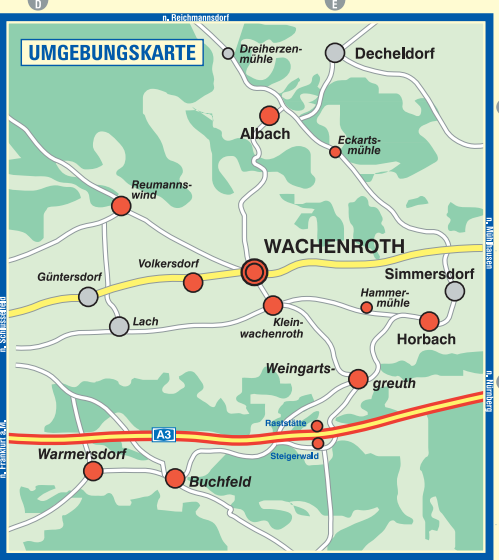 D
E
n. Reichmannsdorf
UMGEBUNGSKARTE
Dreiherzen-
mühle
Decheldorf
Albach
Eckarts-
mühle
Reumanns-
wind
n. Mühlhausen
WACHENROTH
Volkersdorf
Güntersdorf
Simmersdorf
Hammer-
mühle
n. Schlüsselfeld
Lach
Klein-
wachenroth
Horbach
Weingarts-
greuth
n. Nürnberg
Raststätte
A3
Steigerwald
n. Frankfurt a.M.
Warmersdorf
Buchfeld